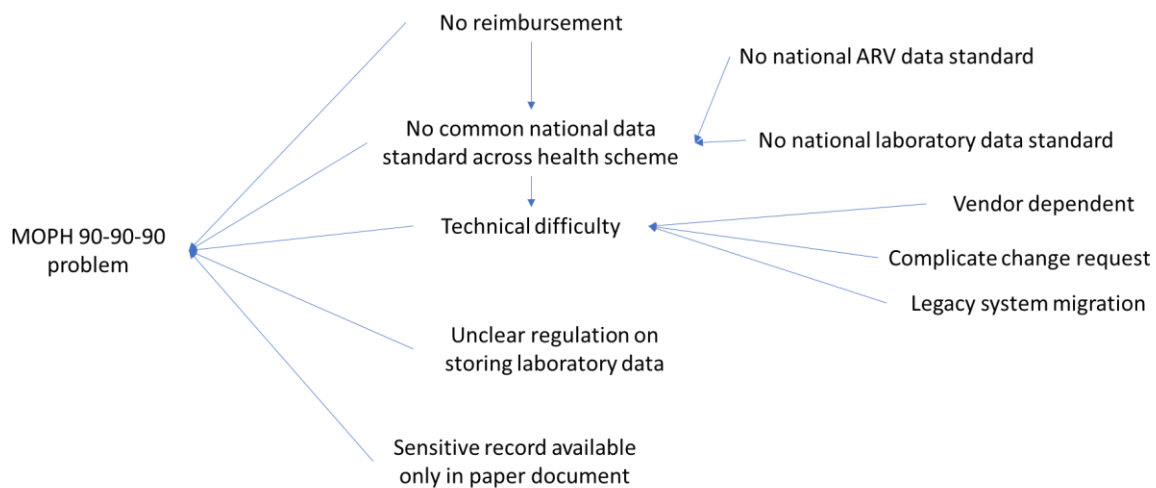 No reimbursement
No national ARV data standard
No common national data
standard across health scheme
No national laboratory data standard
Vendor dependent
Technical difficulty
MOPH 90-90-90
problem
Complicate change request
Legacy system migration
Unclear regulation on
storing laboratory data
Sensitive record available
only in paper document